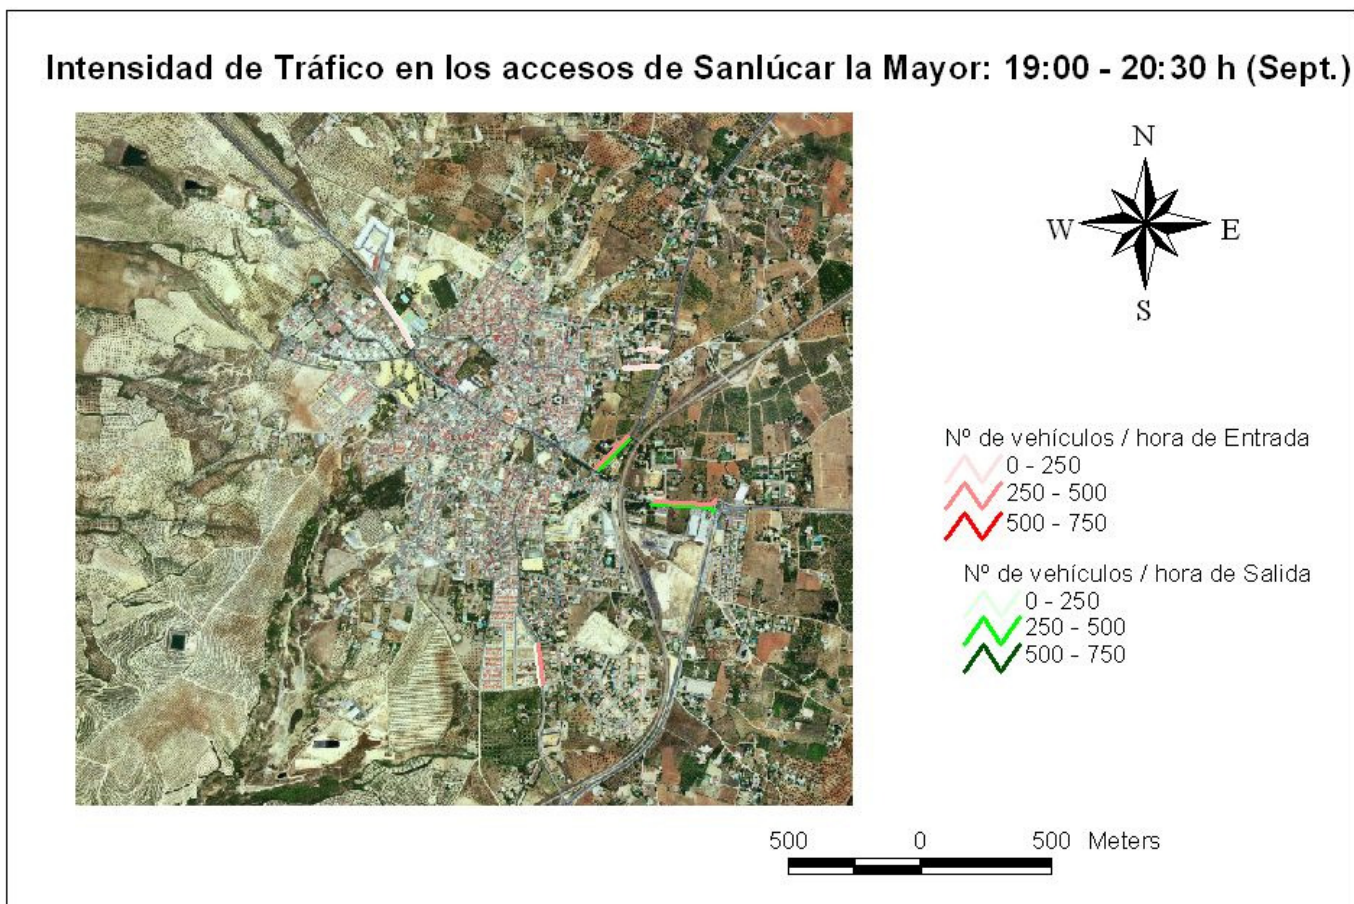 Intensidad de Tráfico en los accesos de Sanlúcar la Mayor: 19:00 - 20:30 h (Sept.)
N
W
E
S
Nº de vehículos / hora de Entrada
0 - 250
250 - 500
500 - 750
Nº de vehículos / hora de Salida
0 - 250
250 - 500
500 - 750
500 0 500 Meters